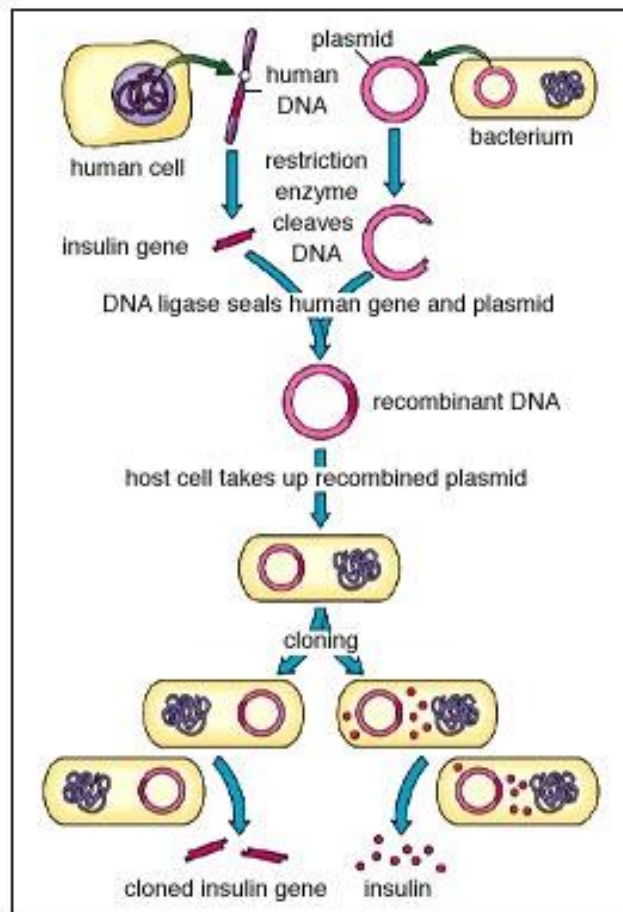 plasmid
human
DNA
human cell
bacterium
restriction
enzyme
cleaves
DNA
insulin gene
DNA ligase seals human gene and plasmid
recombinant DNA
host cell takes up recombined plasmid
cloning
cloned insulin gene
insulin